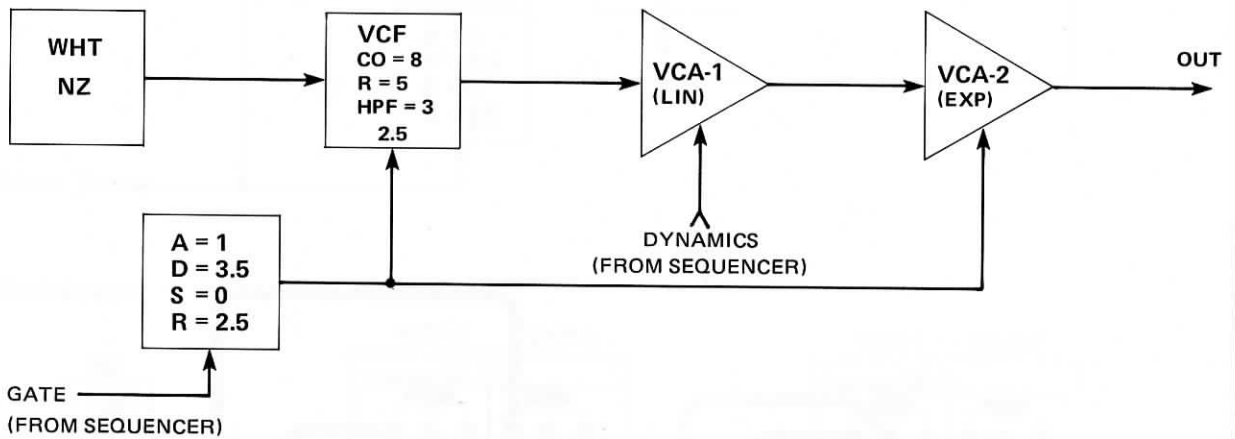 WHT
NZ
VCF
CO = 8
R = 5
HPF = 3
2.5
VCA-1
(LIN)
VCA-2
(EXP)
OUT
A = 1
D = 3.5
S = 0
R = 2.5
DYNAMICS
(FROM SEQUENCER)
GATE
(FROM SEQUENCER)